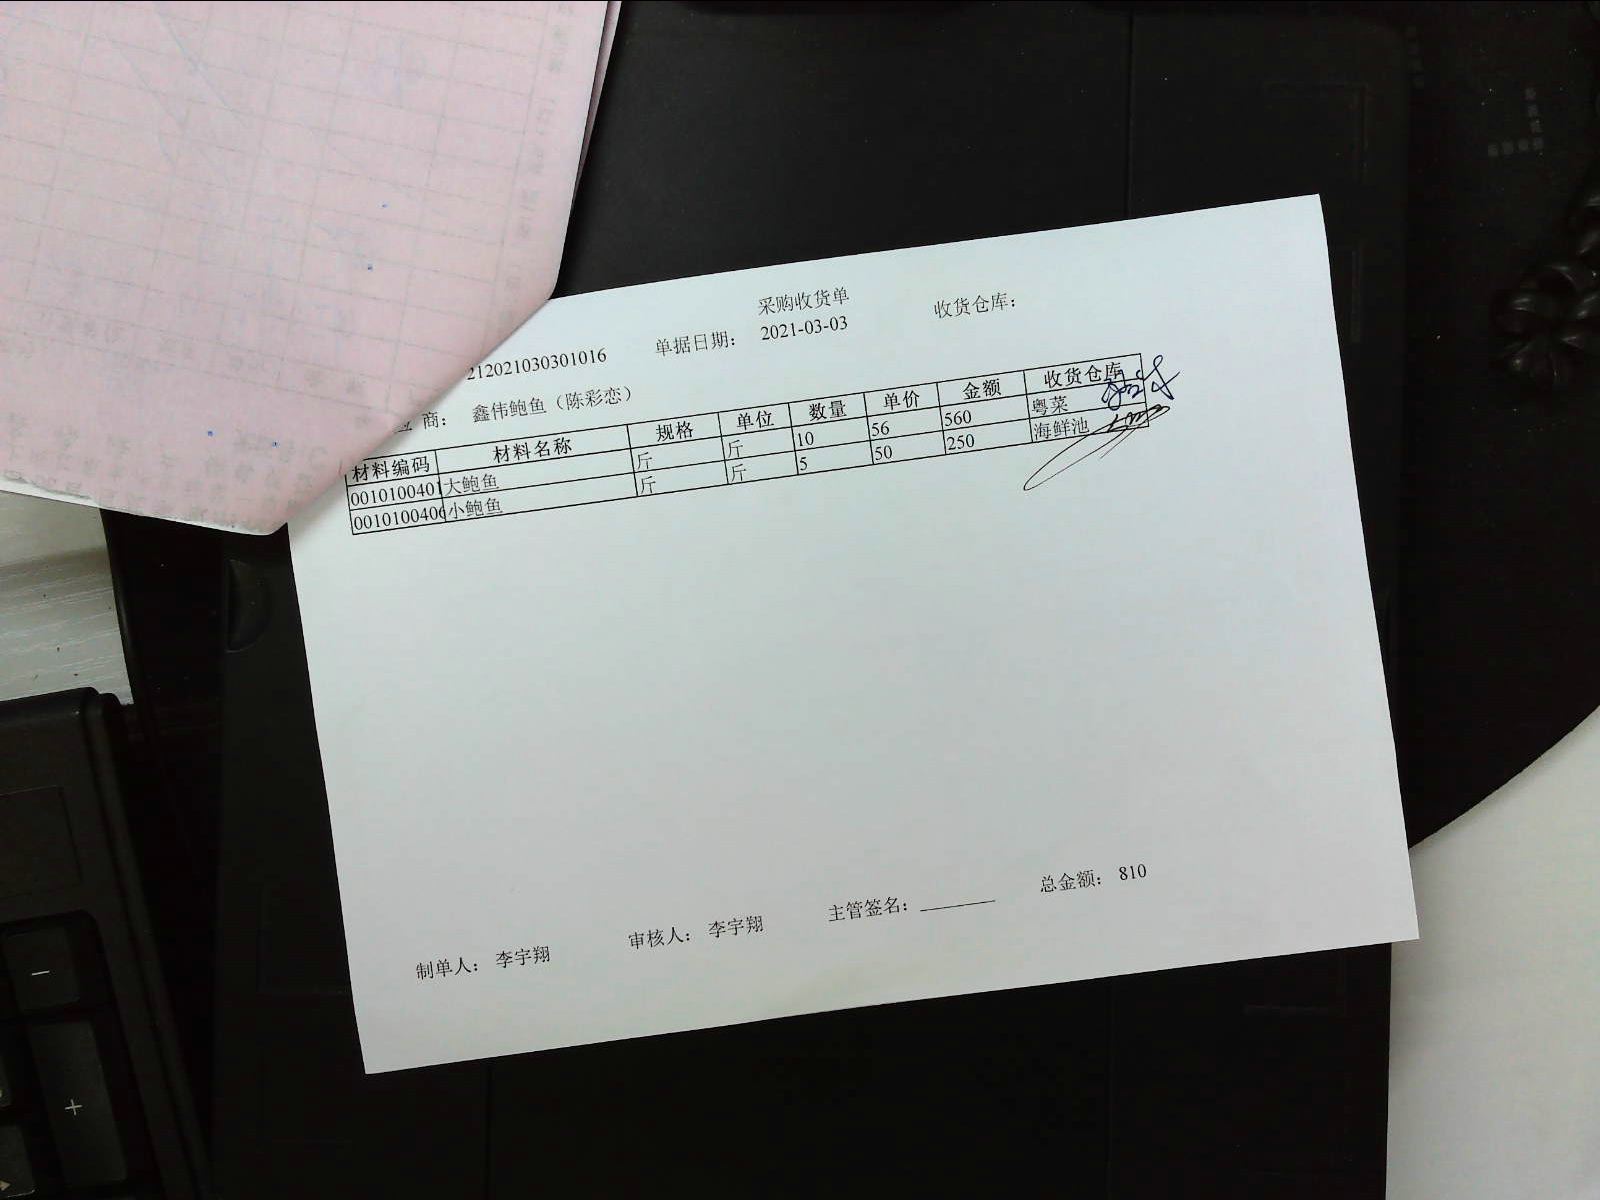 采购收货单
212021030301016 单据日期: 2021-03-03 收货仓库:
商: 鑫伟鲍鱼（陈彩恋）
材料编码 材料名称 规格 单位 数量 单价 金额 收货仓库
0010100401 大鲍鱼 斤 斤 10 56 560 粤菜
0010100406 小鲍鱼 斤 斤 5 50 250 海鲜池
总金额: 810
制单人: 李宇翔 审核人: 李宇翔 主管签名: